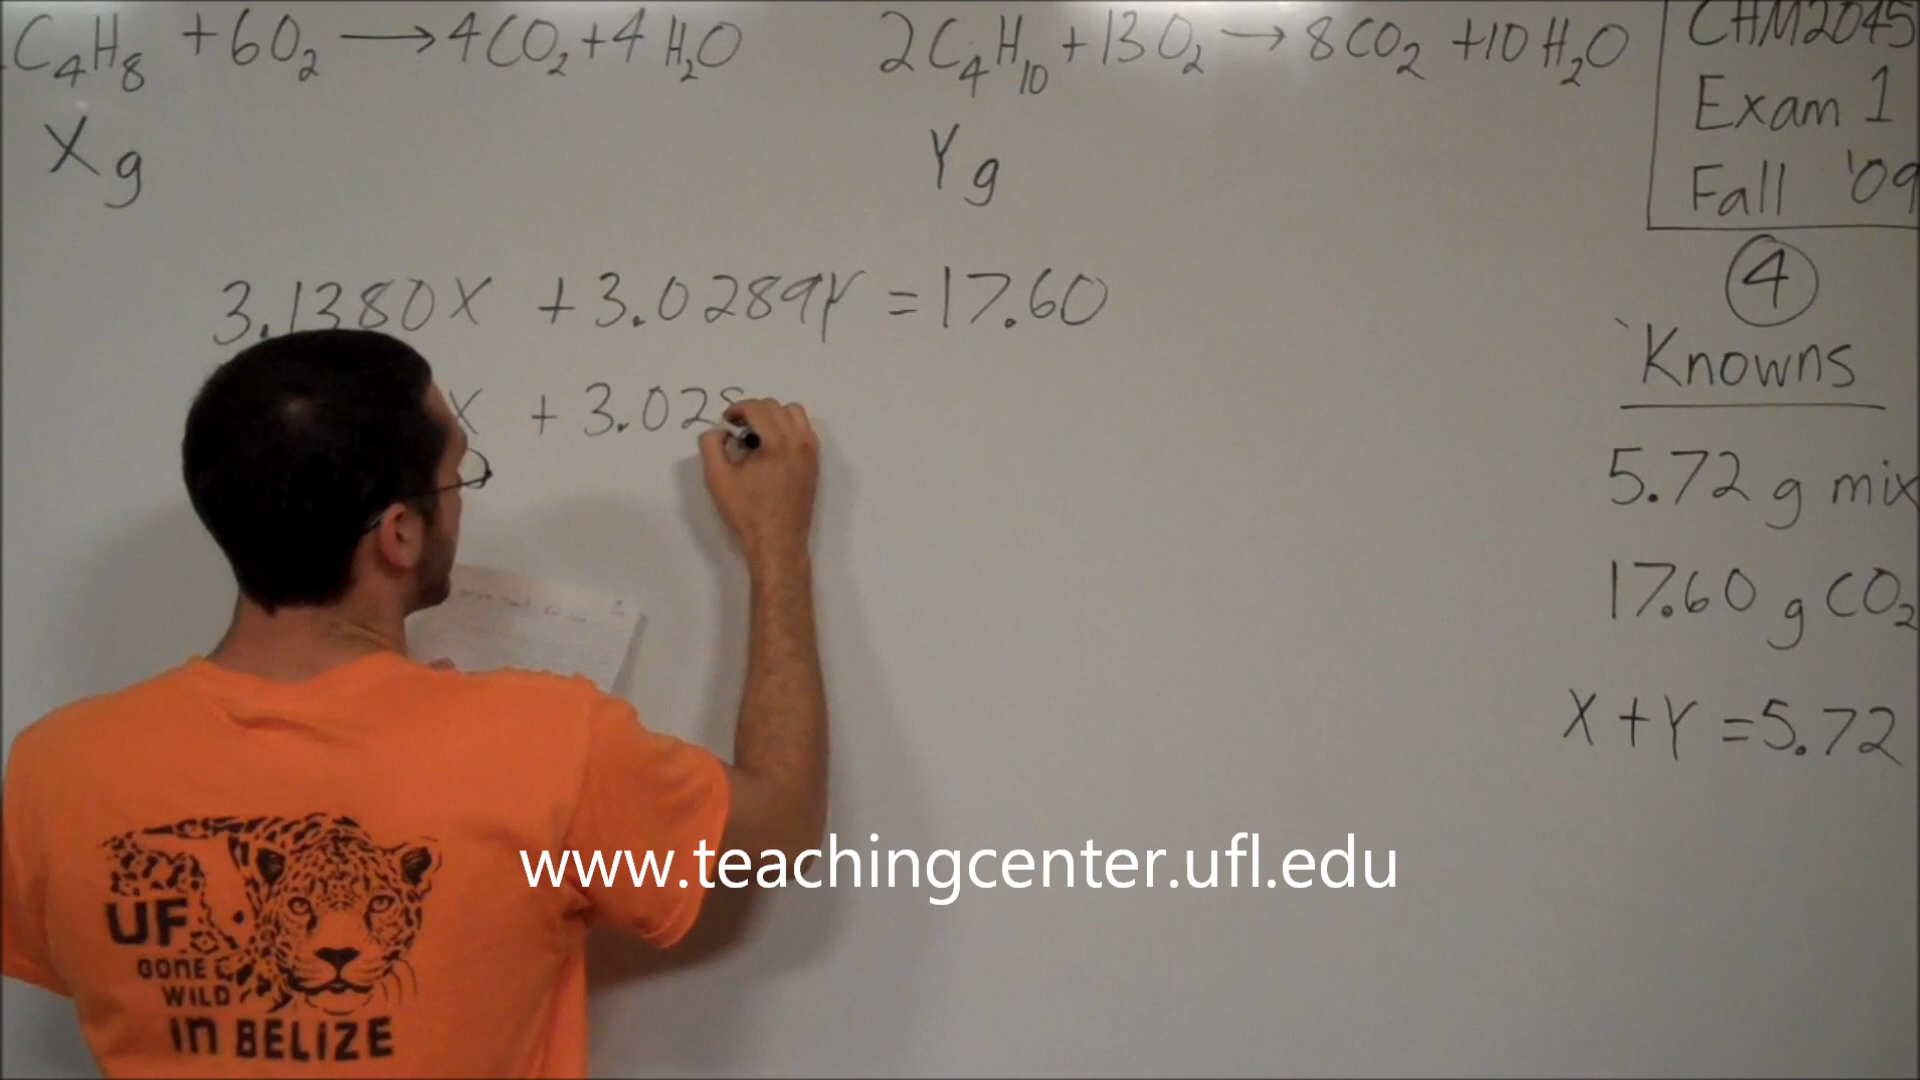 C₄H₈ + 6O₂ → 4CO₂ + 4H₂O
2C₄H₁₀ + 13O₂ → 8CO₂ + 10H₂O
CHM2045
Exam 1
Fall '09
X g
Y g
4
3.1380X + 3.0289Y = 17.60
Knowns
X + 3.028
5.72 g mix
17.60 g CO₂
X + Y = 5.72
www.teachingcenter.ufl.edu
UF
GONE
WILD
IN BELIZE